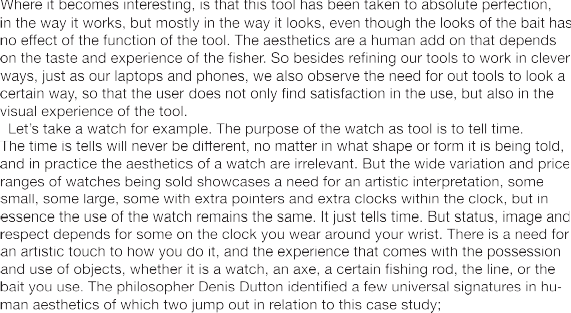 Where it becomes interesting, is that this tool has been taken to absolute perfection,
in the way it works, but mostly in the way it looks, even though the looks of the bait has
no effect of the function of the tool. The aesthetics are a human add on that depends
on the taste and experience of the fisher. So besides refining our tools to work in clever
ways, just as our laptops and phones, we also observe the need for out tools to look a
certain way, so that the user does not only find satisfaction in the use, but also in the
visual experience of the tool.
Let's take a watch for example. The purpose of the watch as tool is to tell time.
The time is tells will never be different, no matter in what shape or form it is being told,
and in practice the aesthetics of a watch are irrelevant. But the wide variation and price
ranges of watches being sold showcases a need for an artistic interpretation, some
small, some large, some with extra pointers and extra clocks within the clock, but in
essence the use of the watch remains the same. It just tells time. But status, image and
respect depends for some on the clock you wear around your wrist. There is a need for
an artistic touch to how you do it, and the experience that comes with the possession
and use of objects, whether it is a watch, an axe, a certain fishing rod, the line, or the
bait you use. The philosopher Denis Dutton identified a few universal signatures in hu-
man aesthetics of which two jump out in relation to this case study;